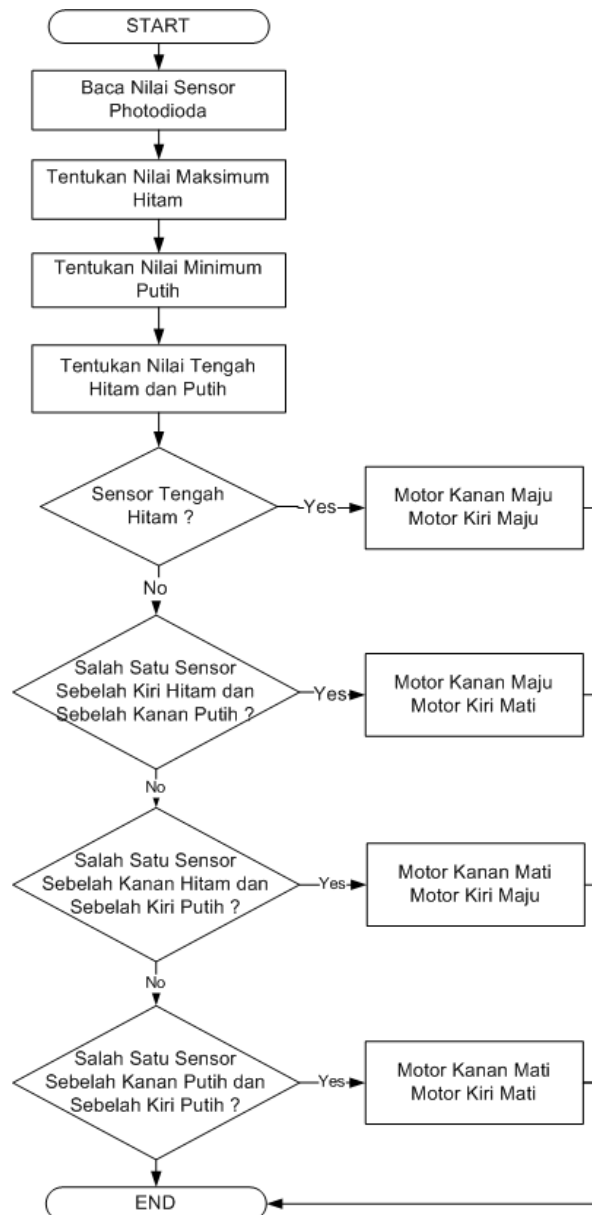 START
Baca Nilai Sensor
Photodioda
Tentukan Nilai Maksimum
Hitam
Tentukan Nilai Minimum
Putih
Tentukan Nilai Tengah
Hitam dan Putih
Sensor Tengah
Hitam ?
Yes
Motor Kanan Maju
Motor Kiri Maju
No
Salah Satu Sensor
Sebelah Kiri Hitam dan
Sebelah Kanan Putih ?
Yes
Motor Kanan Maju
Motor Kiri Mati
No
Salah Satu Sensor
Sebelah Kanan Hitam dan
Sebelah Kiri Putih ?
Yes
Motor Kanan Mati
Motor Kiri Maju
No
Salah Satu Sensor
Sebelah Kanan Putih dan
Sebelah Kiri Putih ?
Yes
Motor Kanan Mati
Motor Kiri Mati
END